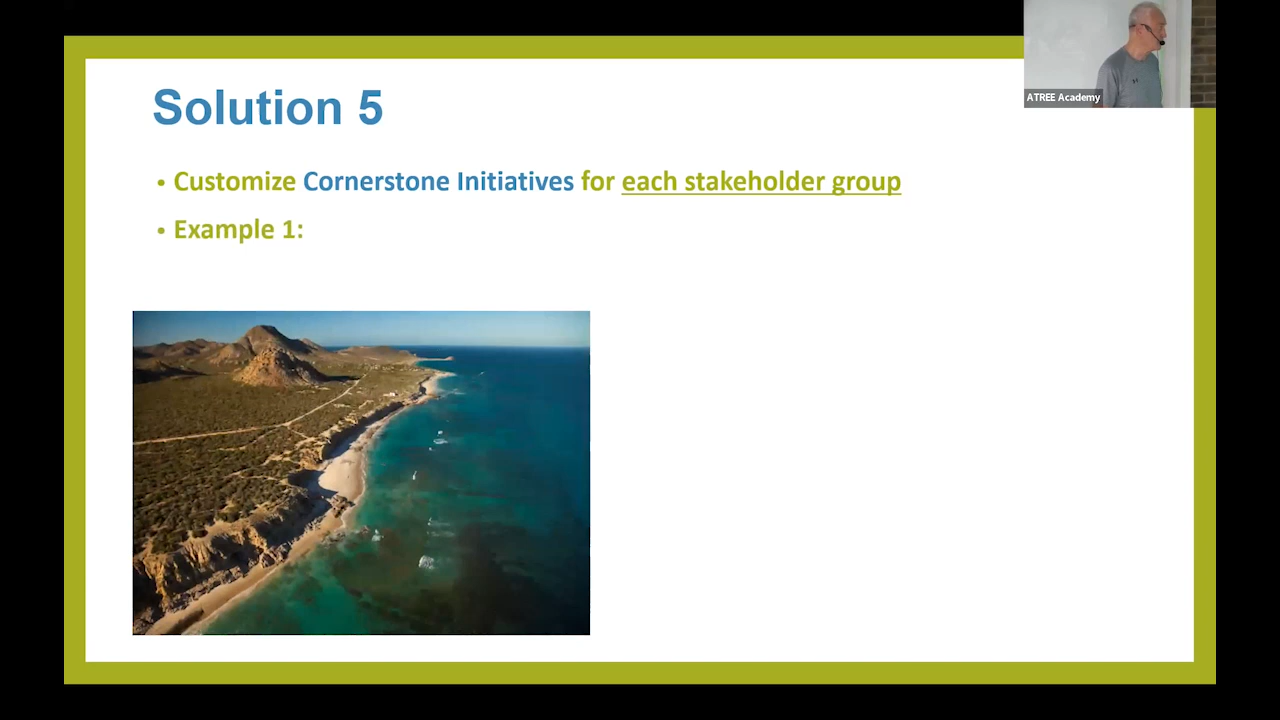 Solution 5
• Customize Cornerstone Initiatives for each stakeholder group
• Example 1:
ATREE Academy